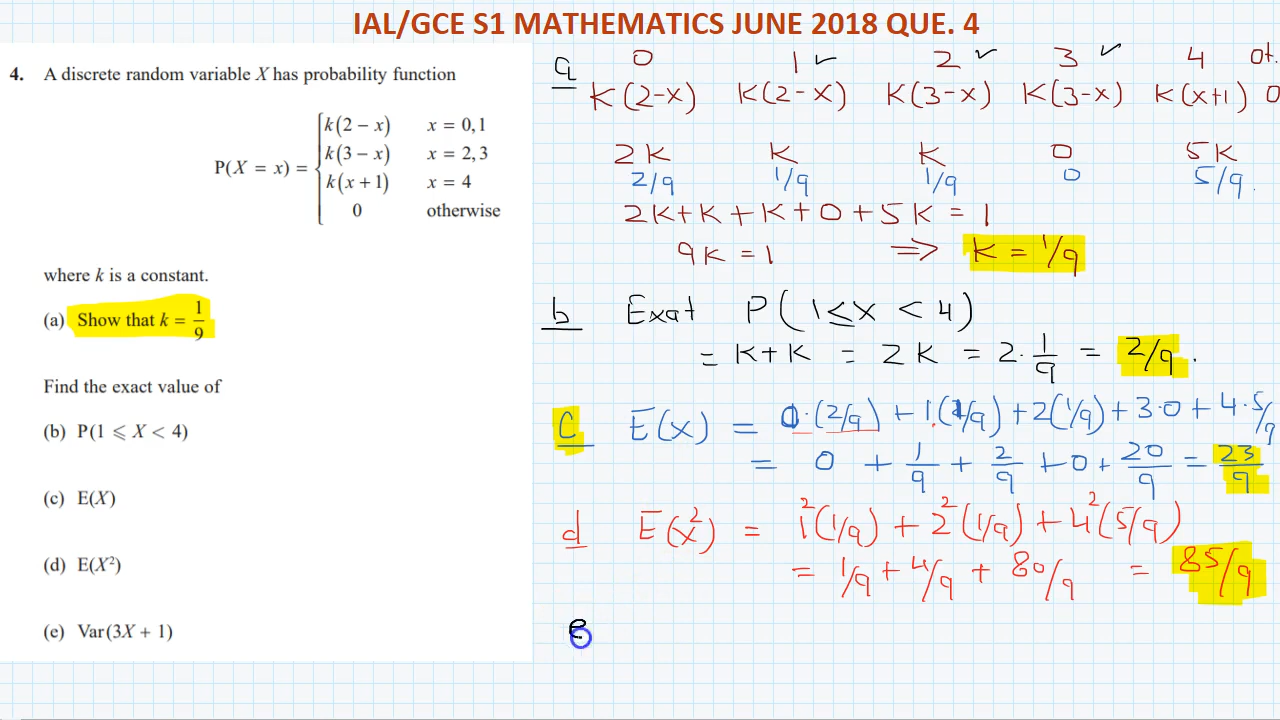 IAL/GCE S1 MATHEMATICS JUNE 2018 QUE. 4
4. A discrete random variable X has probability function
P(X = x) =
k(2 − x) x = 0, 1
k(3 − x) x = 2, 3
k(x + 1) x = 4
0 otherwise
where k is a constant.
(a) Show that k = 1/9
Find the exact value of
(b) P(1 ⩽ X < 4)
(c) E(X)
(d) E(X²)
(e) Var(3X + 1)
a 0 1 ✓ 2 ✓ 3 ✓ 4 ot.
K(2-x) K(2-x) K(3-x) K(3-x) K(x+1) 0
2K K K 0 5K
2/9 1/9 1/9 0 5/9.
2K+K+K+0+5K = 1
9K = 1 ⇒ K = 1/9
b Exat P(1≤x < 4)
= K+K = 2K = 2·1/9 = 2/9.
C E(x) = 0·(2/9) + 1(1/9) + 2(1/9) + 3·0 + 4·5/9
= 0 + 1/9 + 2/9 + 0 + 20/9 = 23/9
d E(x²) = 1²(1/9) + 2²(1/9) + 4²(5/9)
= 1/9 + 4/9 + 80/9 = 85/9
e